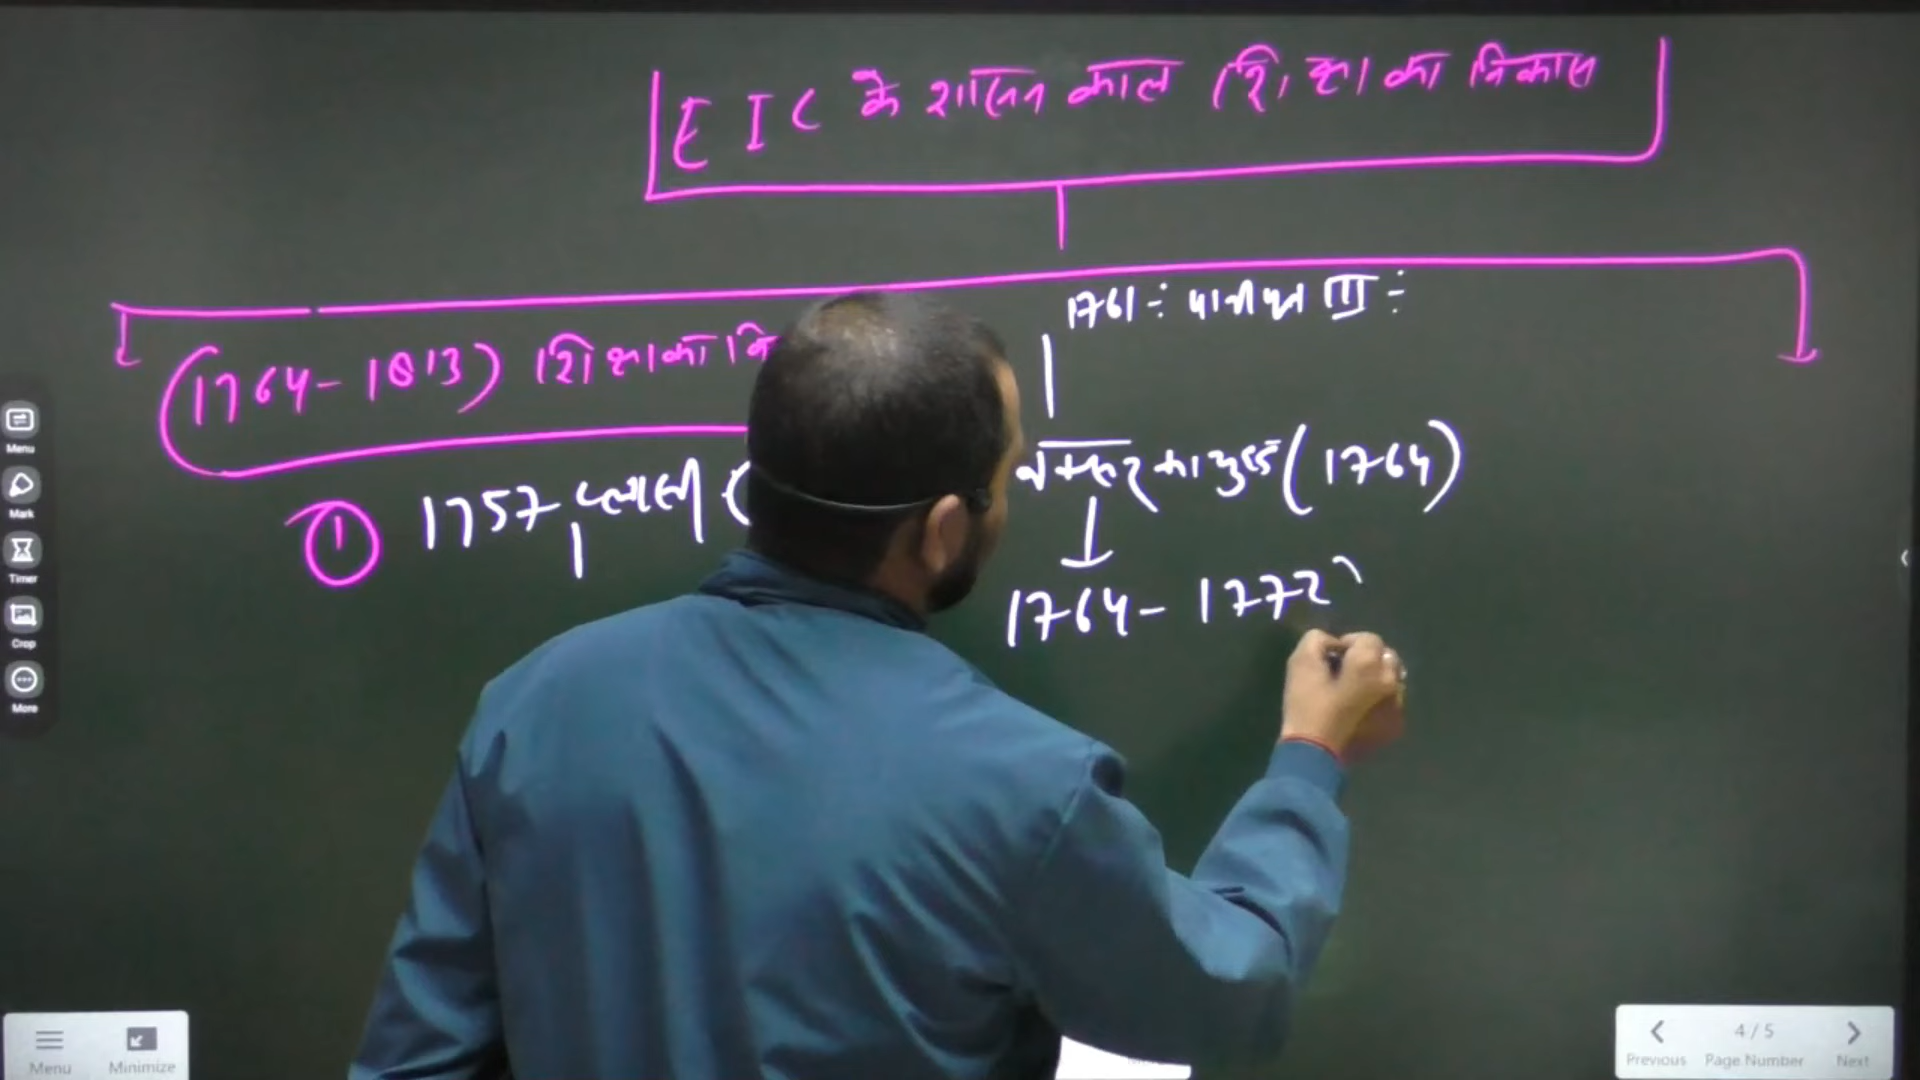 EIC के शासन काल शिक्षा का विकास
1761 ÷ पानीपत III ÷
(1764 - 1813) शिक्षा का वि
① 1757 प्लासी (
बक्सर का युद्ध (1764)
1764 - 1772
Menu
Mark
Timer
Crop
More
Menu
Minimize
4 / 5
Previous
Page Number
Next